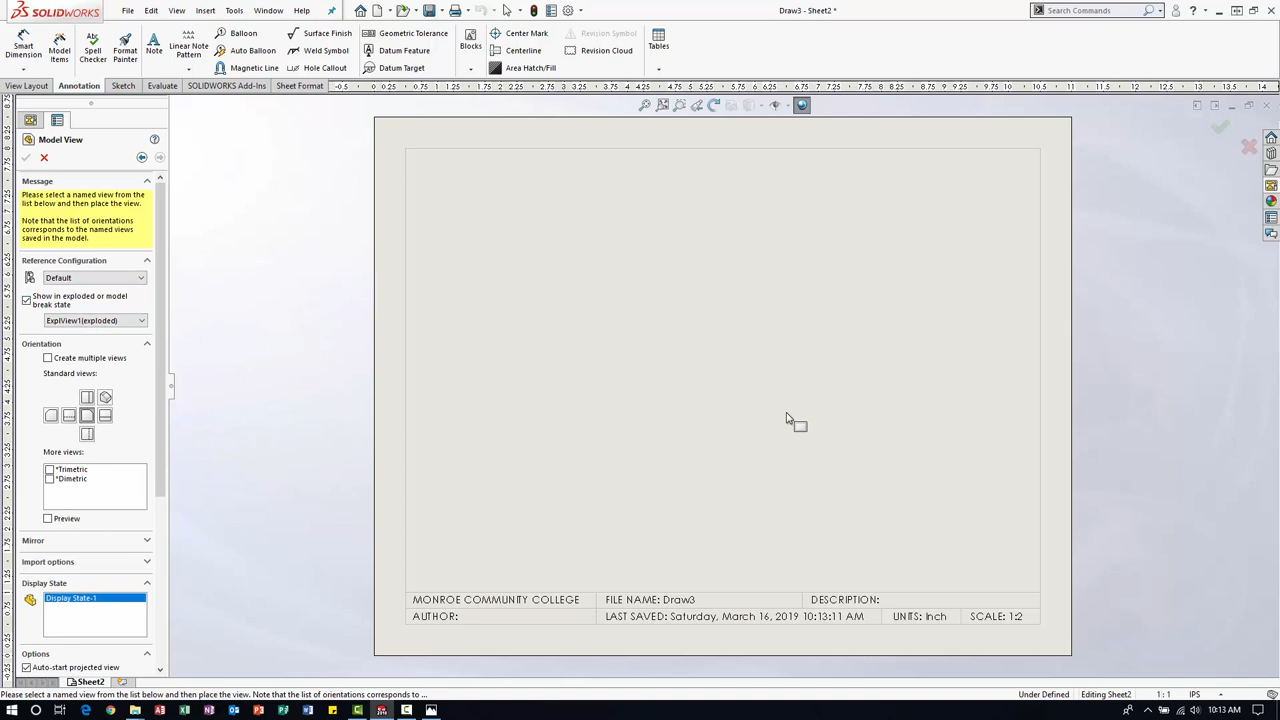 SOLIDWORKS File Edit View Insert Tools Window Help Draw3 - Sheet2 * Search Commands
Smart Dimension Model Items Spell Checker Format Painter Note Linear Note Pattern Balloon Surface Finish Geometric Tolerance Blocks Center Mark Revision Symbol Tables
Auto Balloon Weld Symbol Datum Feature Centerline Revision Cloud
Magnetic Line Hole Callout Datum Target Area Hatch/Fill
View Layout Annotation Sketch Evaluate SOLIDWORKS Add-Ins Sheet Format
Model View
Message
Please select a named view from the
list below and then place the view.
Note that the list of orientations
corresponds to the named views
saved in the model.
Reference Configuration
Default
Show in exploded or model
break state
ExplView1(exploded)
Orientation
Create multiple views
Standard views:
More views:
*Trimetric
*Dimetric
Preview
Mirror
Import options
Display State
Display State-1
Options
Auto-start projected view
MONROE COMMUNITY COLLEGE FILE NAME: Draw3 DESCRIPTION:
AUTHOR: LAST SAVED: Saturday, March 16, 2019 10:13:11 AM UNITS: Inch SCALE: 1:2
Sheet2
Please select a named view from the list below and then place the view. Note that the list of orientations corresponds to ... Under Defined Editing Sheet2 1 : 1 IPS
10:13 AM